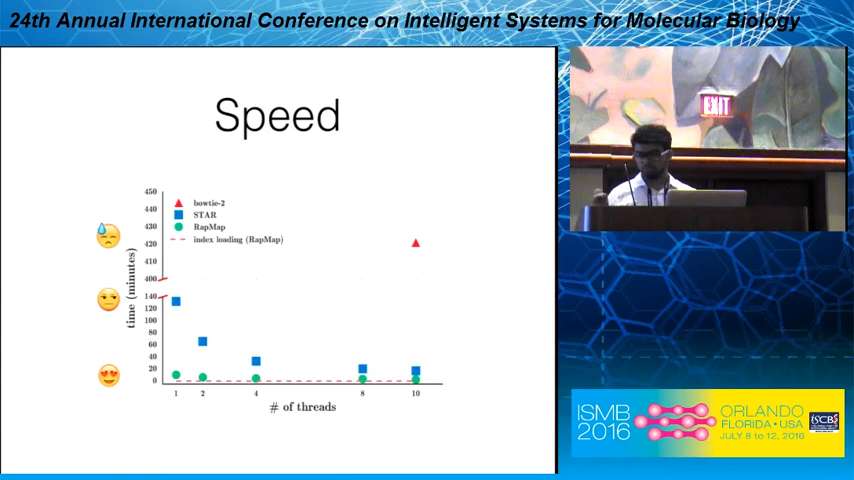 24th Annual International Conference on Intelligent Systems for Molecular Biology
Speed
450
440
430
420
410
400
140
120
100
80
60
40
20
0
time (minutes)
bowtie-2
STAR
RapMap
index loading (RapMap)
1 2 4 8 10
# of threads
EXIT
ISMB
2016
ORLANDO
FLORIDA • USA
JULY 8 to 12, 2016
ISCB